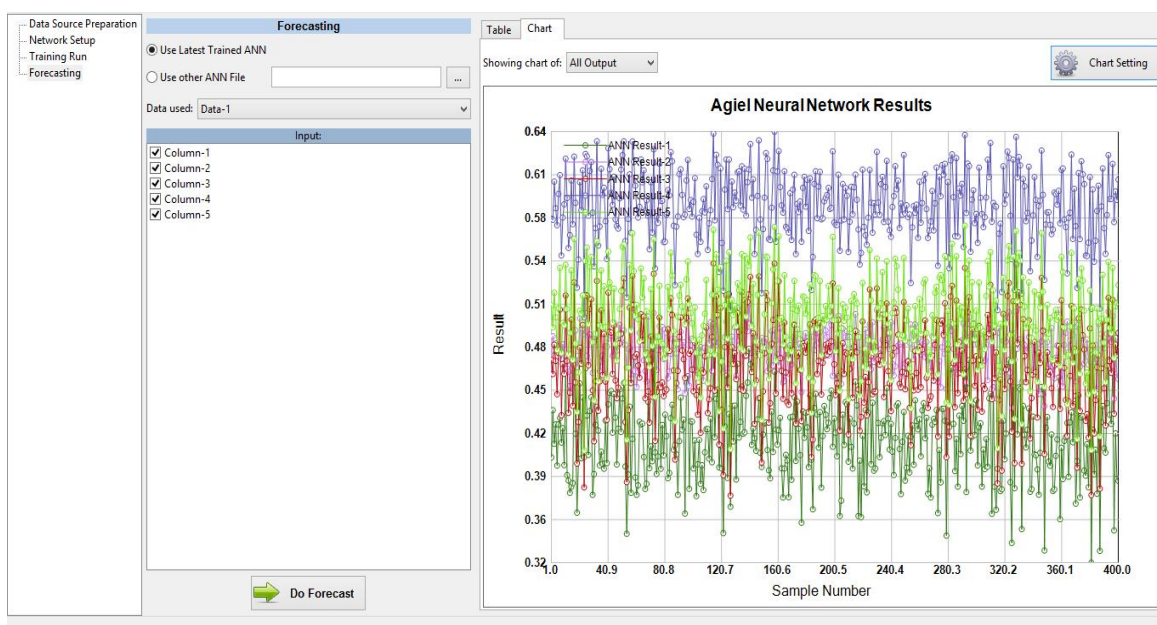 Data Source Preparation
Network Setup
Training Run
Forecasting
Forecasting
Use Latest Trained ANN
Use other ANN File
...
Data used: Data-1
Input:
Column-1
Column-2
Column-3
Column-4
Column-5
Do Forecast
Table
Chart
Showing chart of: All Output
Chart Setting
Agiel Neural Network Results
ANN Result-1
ANN Result-2
ANN Result-3
ANN Result-4
ANN Result-5
Result
0.64
0.61
0.58
0.54
0.51
0.48
0.45
0.42
0.39
0.36
0.32
1.0 40.9 80.8 120.7 160.6 200.5 240.4 280.3 320.2 360.1 400.0
Sample Number